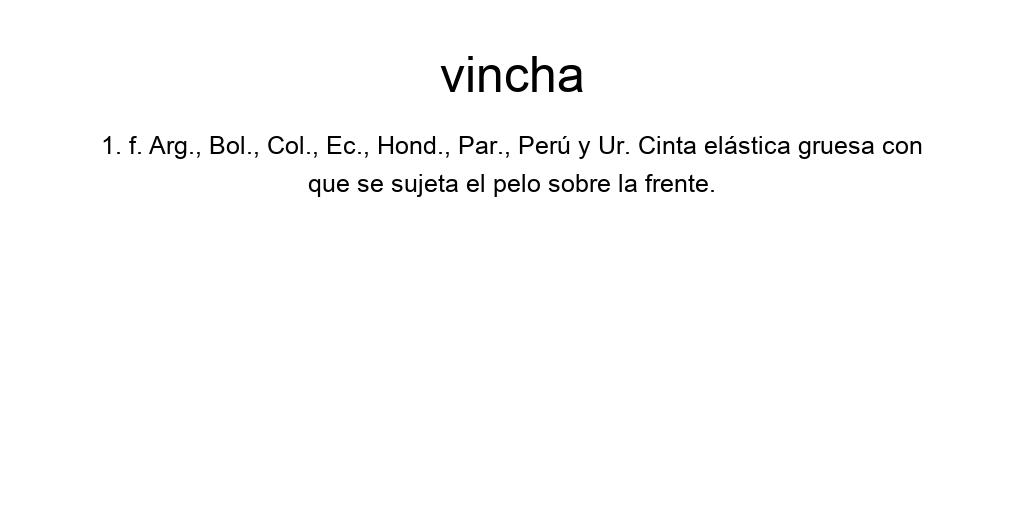 vincha
1. f. Arg., Bol., Col., Ec., Hond., Par., Perú y Ur. Cinta elástica gruesa con
que se sujeta el pelo sobre la frente.